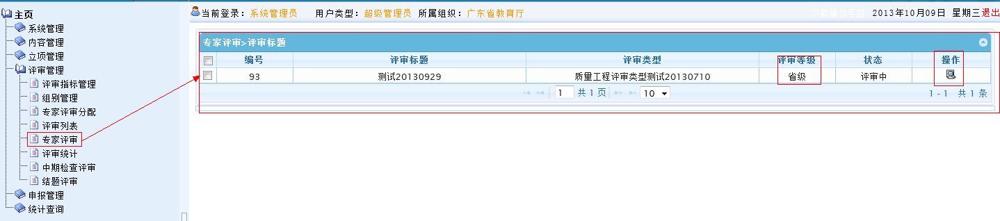 主页
系统管理
内容管理
立项管理
评审管理
评审指标管理
组别管理
专家评审分配
评审列表
专家评审
评审统计
中期检查评审
结题评审
申报管理
统计查询
当前登录：系统管理员 用户类型：超级管理员 所属组织：广东省教育厅 下载操作手册 2013年10月09日 星期三退出
专家评审>评审标题
编号 评审标题 评审类型 评审等级 状态 操作
93 测试20130929 质量工程评审类型测试20130710 省级 评审中
1 共 1 页 10 1 - 1 共 1 条